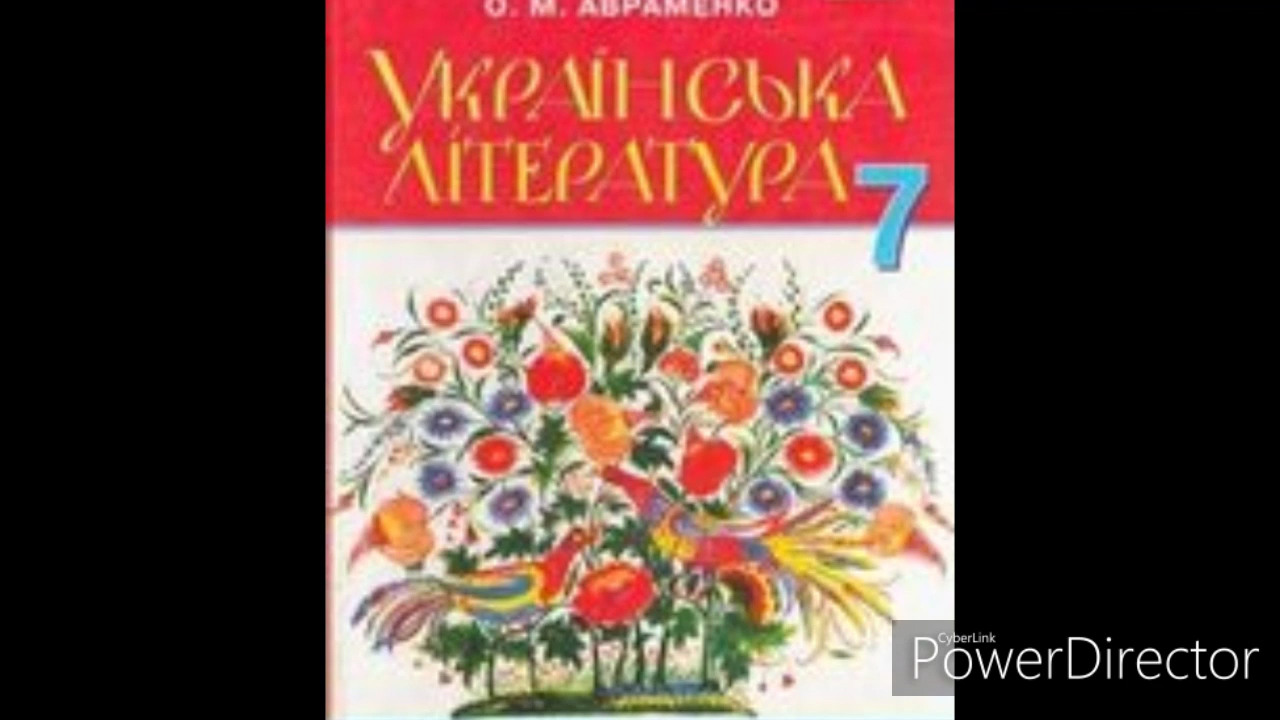 О. М. АВРАМЕНКО
УКРАЇНСЬКА
ЛІТЕРАТУРА
7
CyberLink
PowerDirector